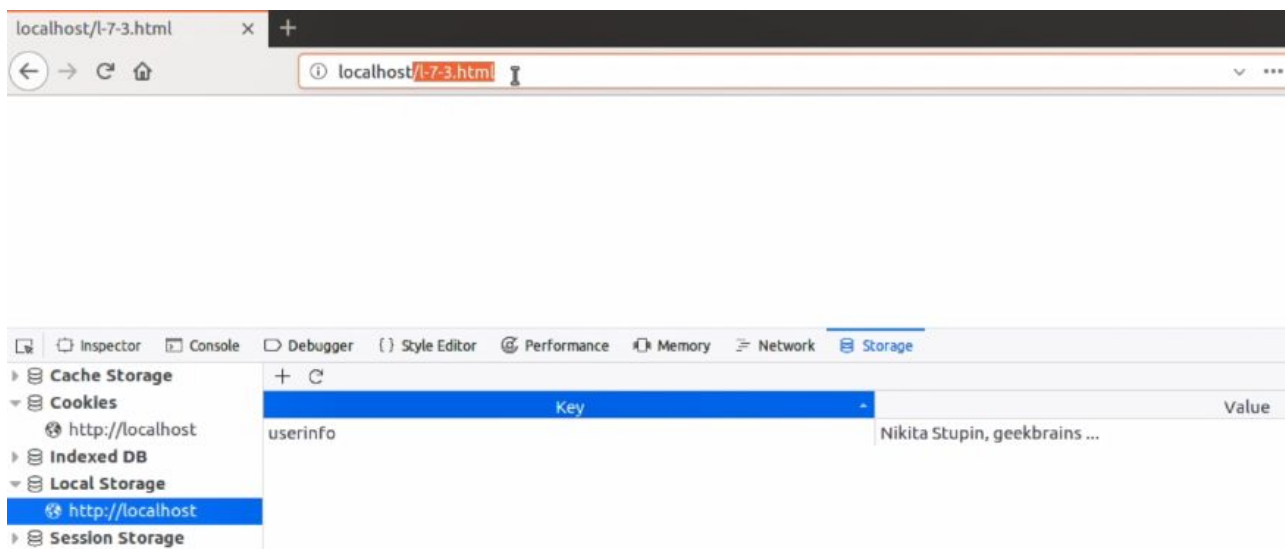 localhost/l-7-3.html
localhost/l-7-3.html
Inspector Console Debugger {} Style Editor Performance Memory Network Storage
Cache Storage
Cookies
http://localhost
Indexed DB
Local Storage
http://localhost
Session Storage
Key Value
userinfo Nikita Stupin, geekbrains ...